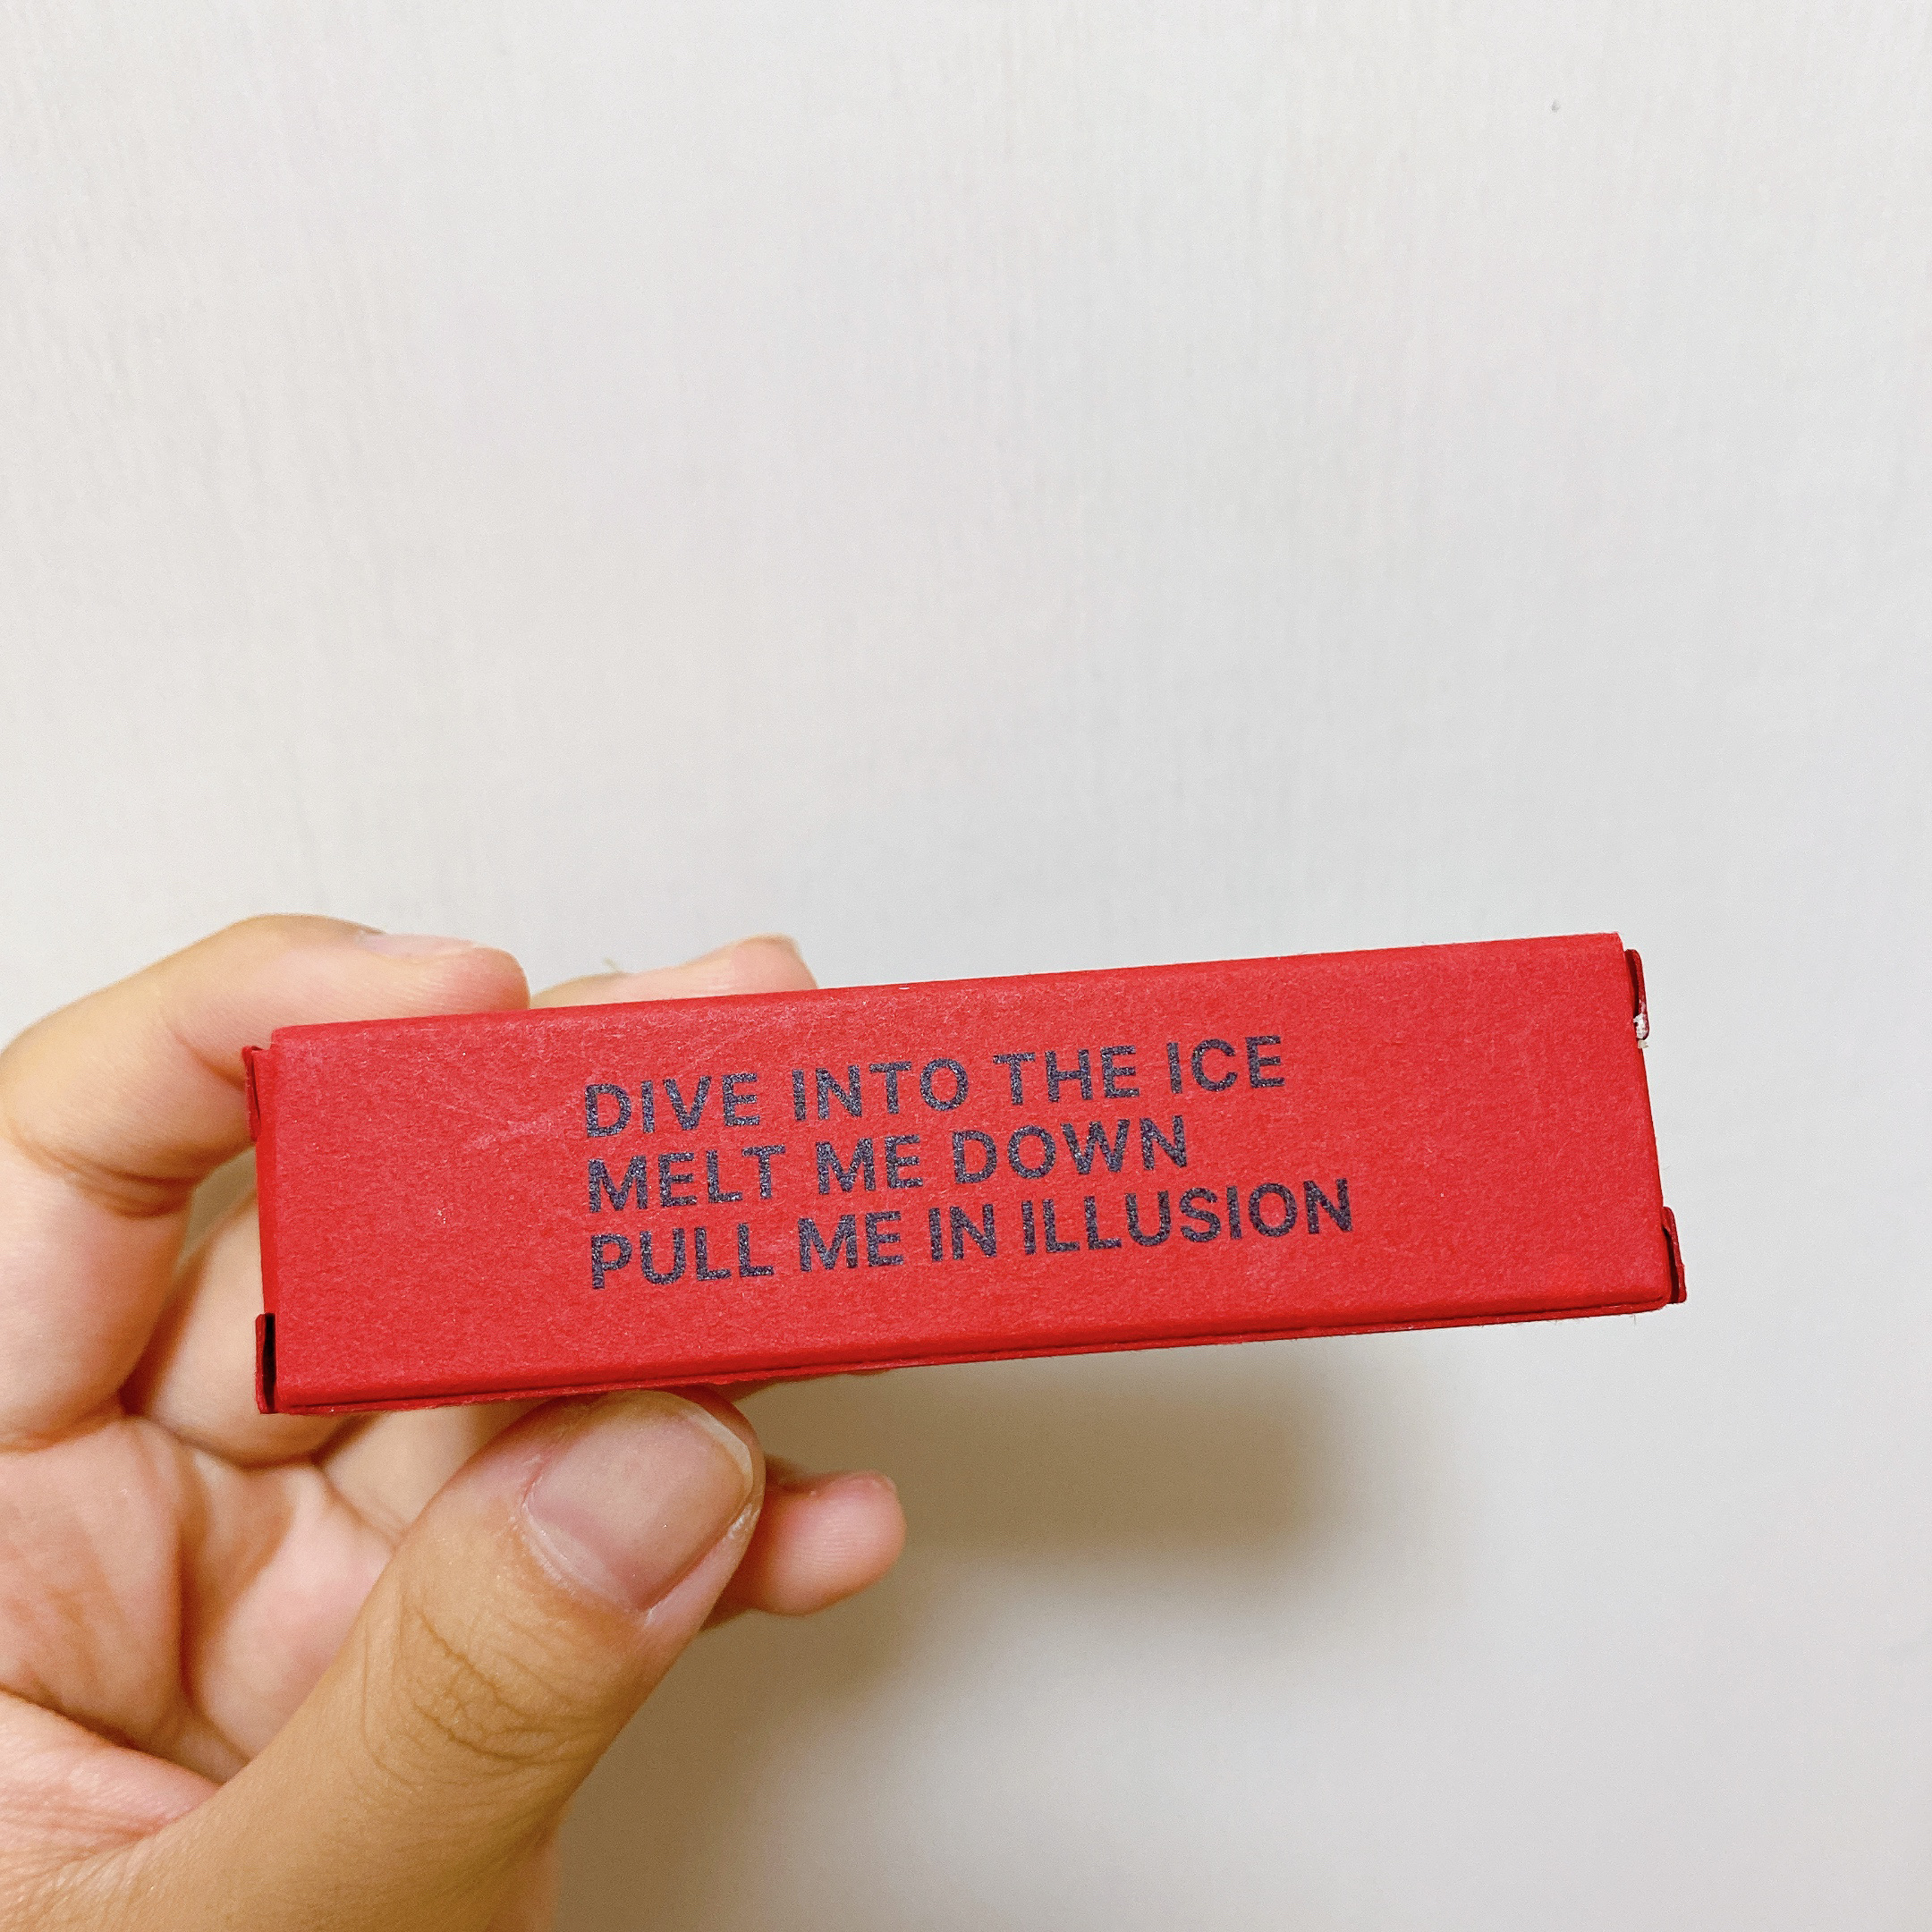 DIVE INTO THE ICE
MELT ME DOWN
PULL ME IN ILLUSION